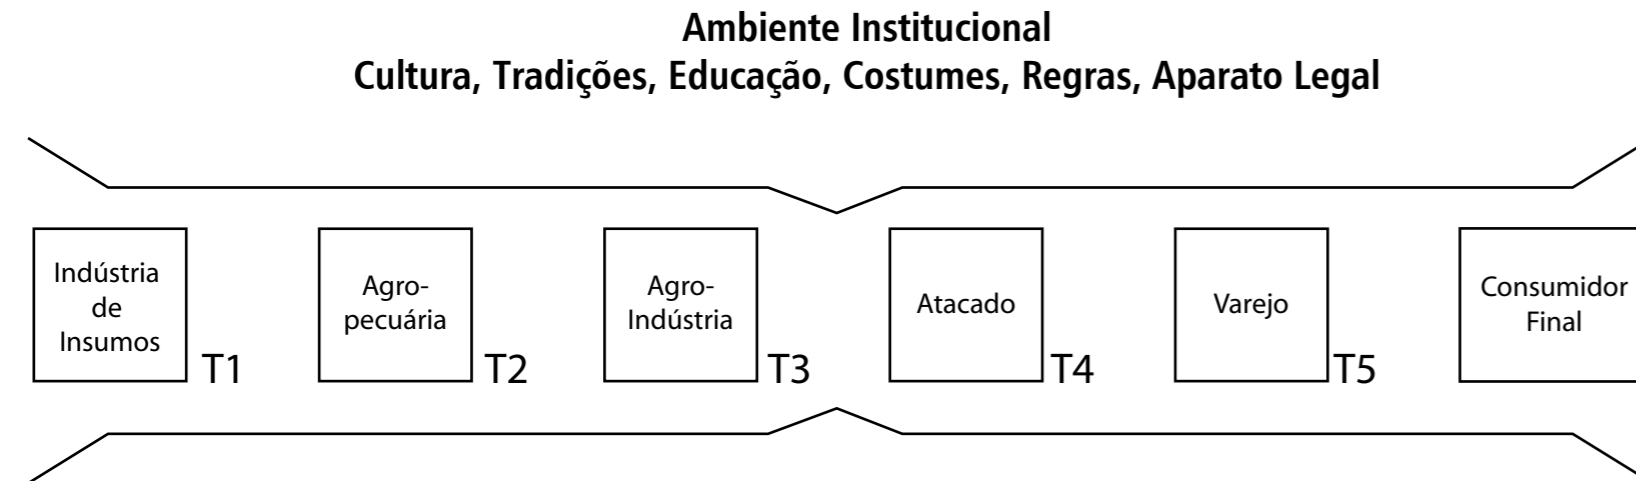 Ambiente Institucional
Cultura, Tradições, Educação, Costumes, Regras, Aparato Legal
Indústria
de
Insumos
T1
Agro-
pecuária
T2
Agro-
Indústria
T3
Atacado
T4
Varejo
T5
Consumidor
Final